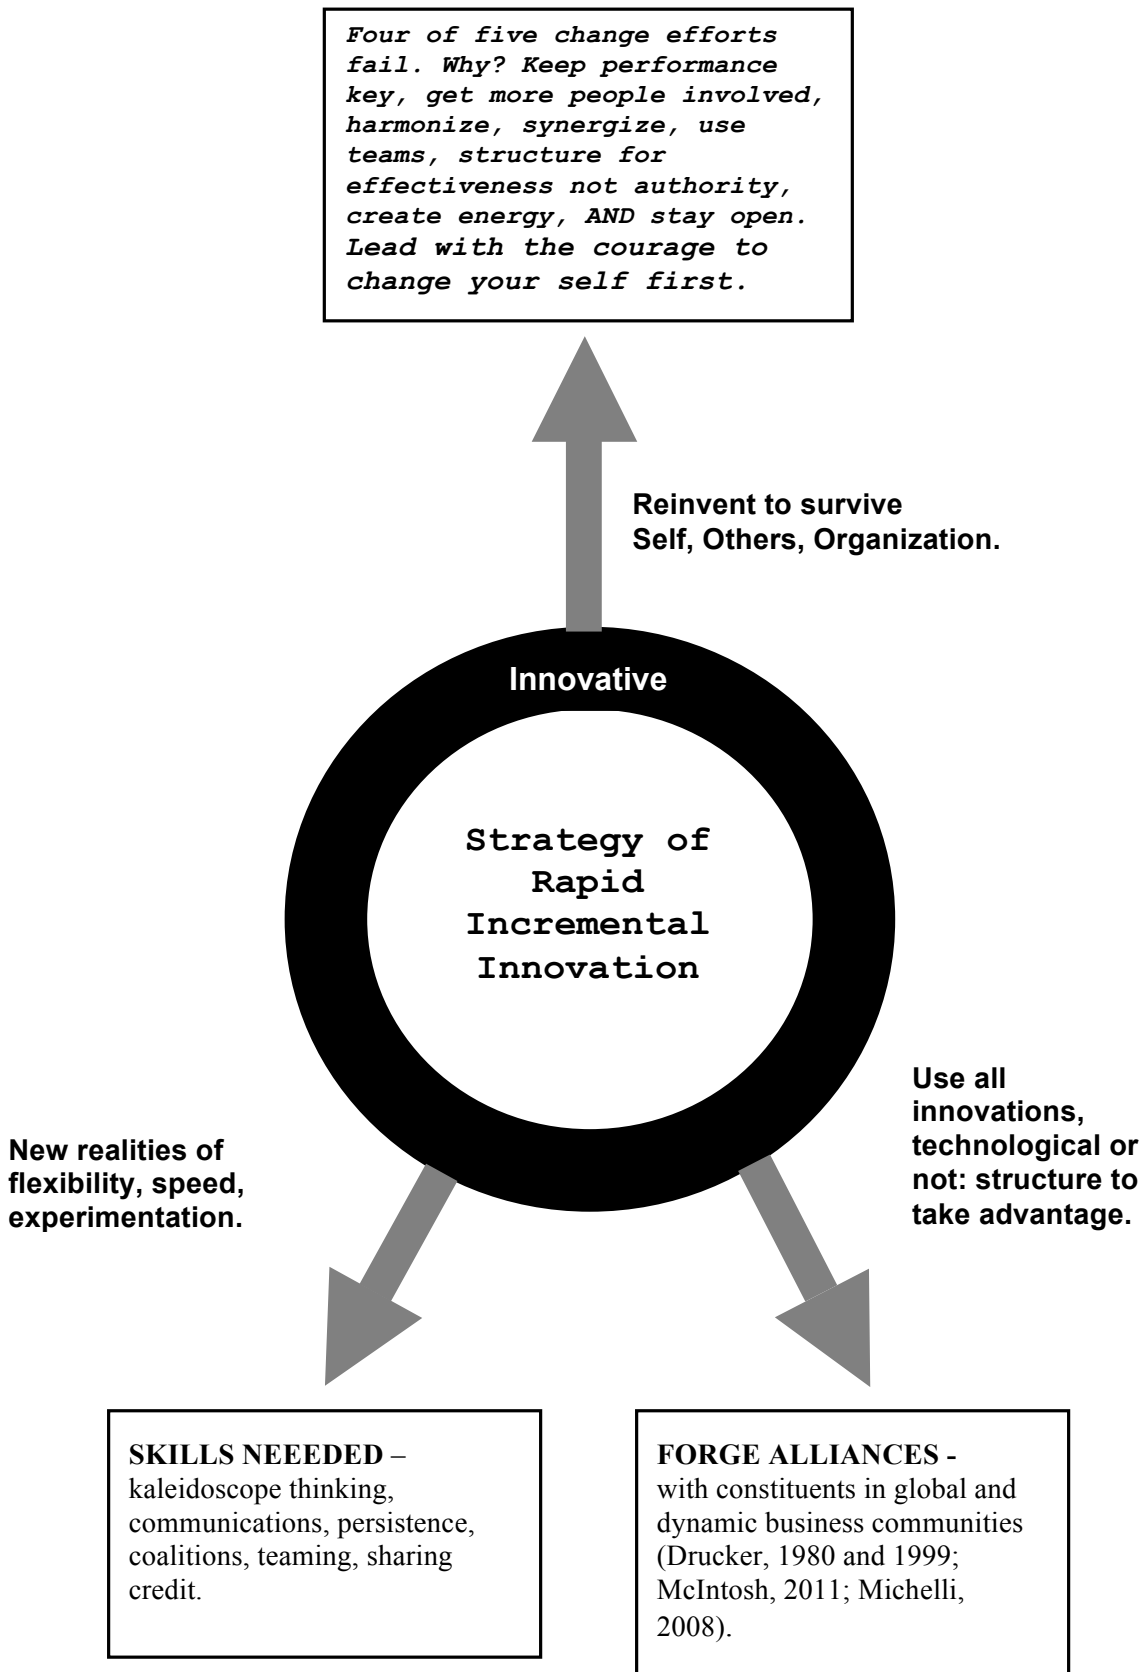 Four of five change efforts
fail. Why? Keep performance
key, get more people involved,
harmonize, synergize, use
teams, structure for
effectiveness not authority,
create energy, AND stay open.
Lead with the courage to
change your self first.
Reinvent to survive
Self, Others, Organization.
Innovative
Strategy of
Rapid
Incremental
Innovation
New realities of
flexibility, speed,
experimentation.
Use all
innovations,
technological or
not: structure to
take advantage.
SKILLS NEEEDED –
kaleidoscope thinking,
communications, persistence,
coalitions, teaming, sharing
credit.
FORGE ALLIANCES -
with constituents in global and
dynamic business communities
(Drucker, 1980 and 1999;
McIntosh, 2011; Michelli,
2008).